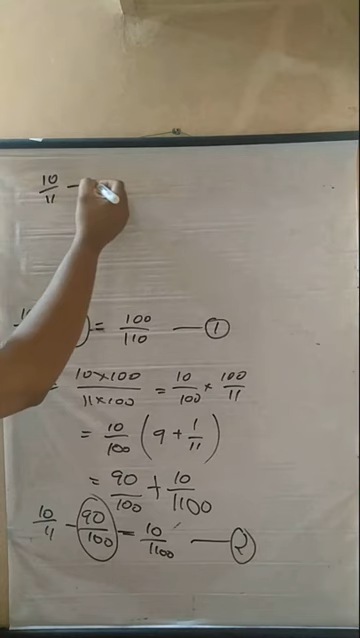 10/11 —
= 100/110 — (1)
(10×100)/(11×100) = 10/100 × 100/11
= 10/100 (9 + 1/11)
= 90/100 + 10/1100
10/11 - 90/100 = 10/1100 — (2)